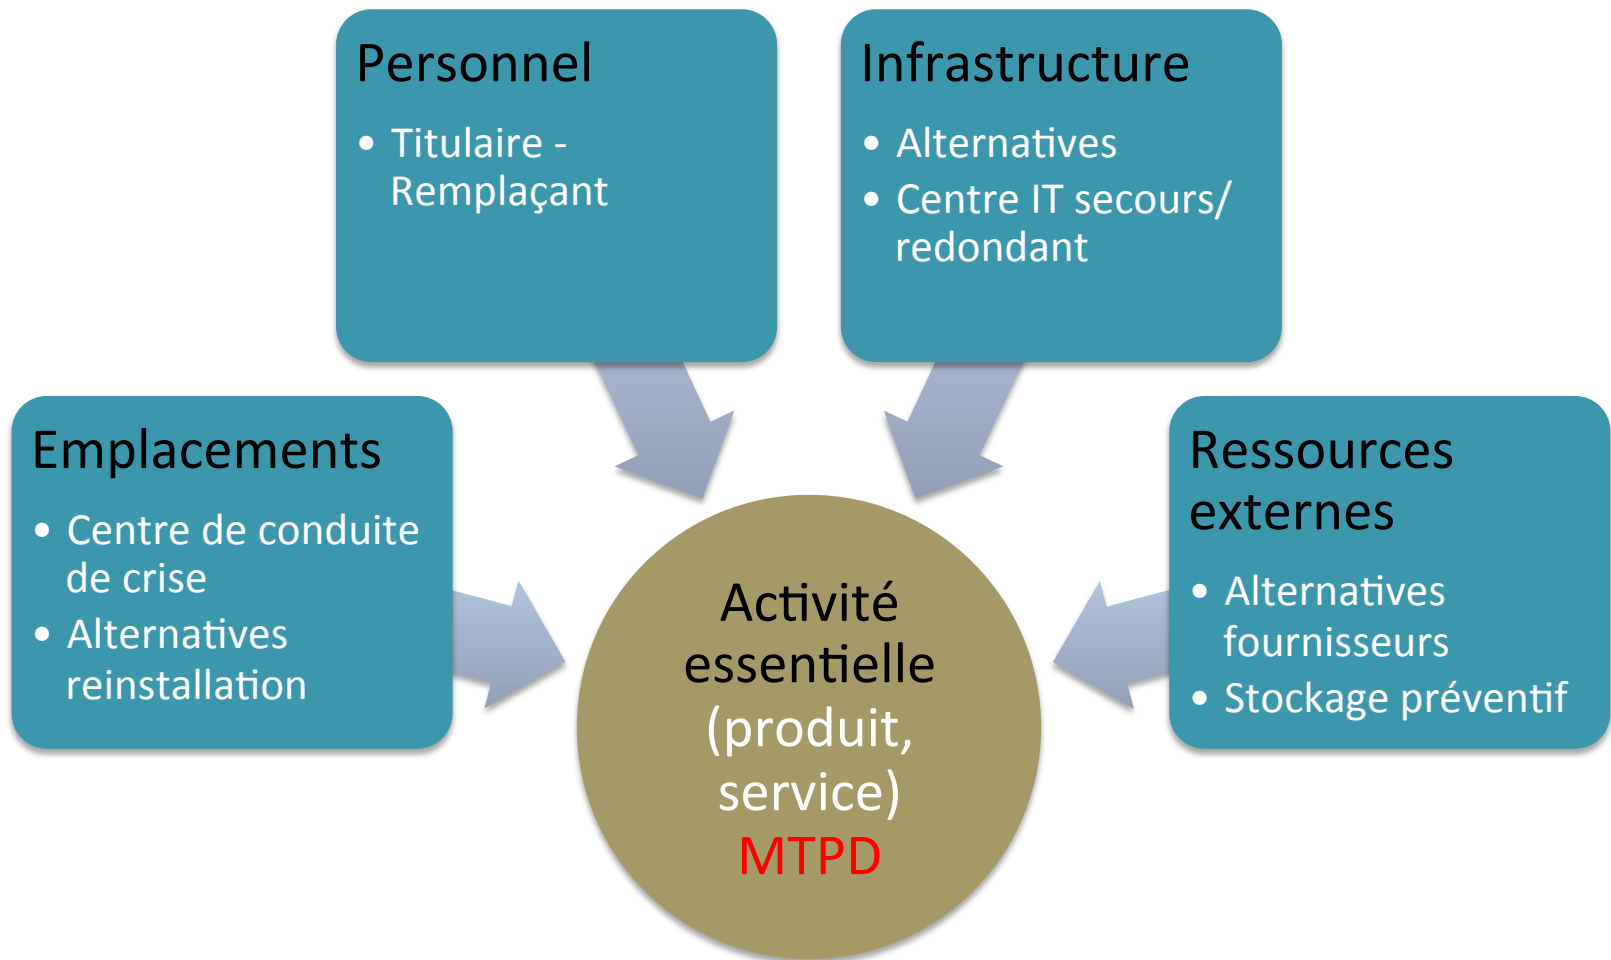 Personnel
• Titulaire -
Remplaçant
Infrastructure
• Alternatives
• Centre IT secours/
redondant
Emplacements
• Centre de conduite
de crise
• Alternatives
reinstallation
Ressources
externes
• Alternatives
fournisseurs
• Stockage préventif
Activité
essentielle
(produit,
service)
MTPD